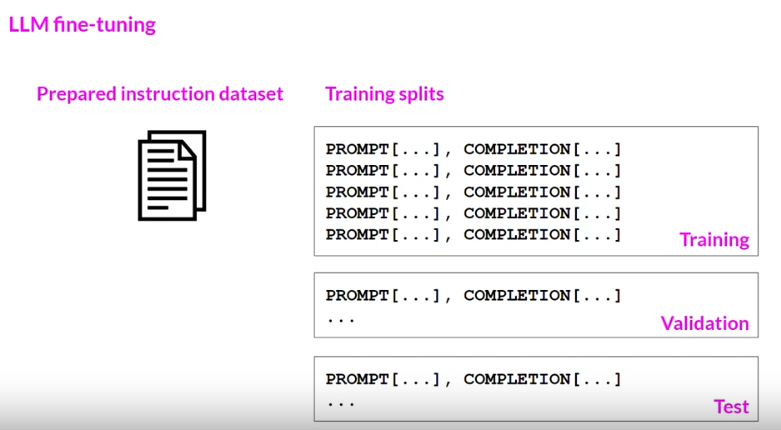 LLM fine-tuning
Prepared instruction dataset
Training splits
PROMPT[...], COMPLETION[...]
PROMPT[...], COMPLETION[...]
PROMPT[...], COMPLETION[...]
PROMPT[...], COMPLETION[...]
PROMPT[...], COMPLETION[...]
Training
PROMPT[...], COMPLETION[...]
...
Validation
PROMPT[...], COMPLETION[...]
...
Test